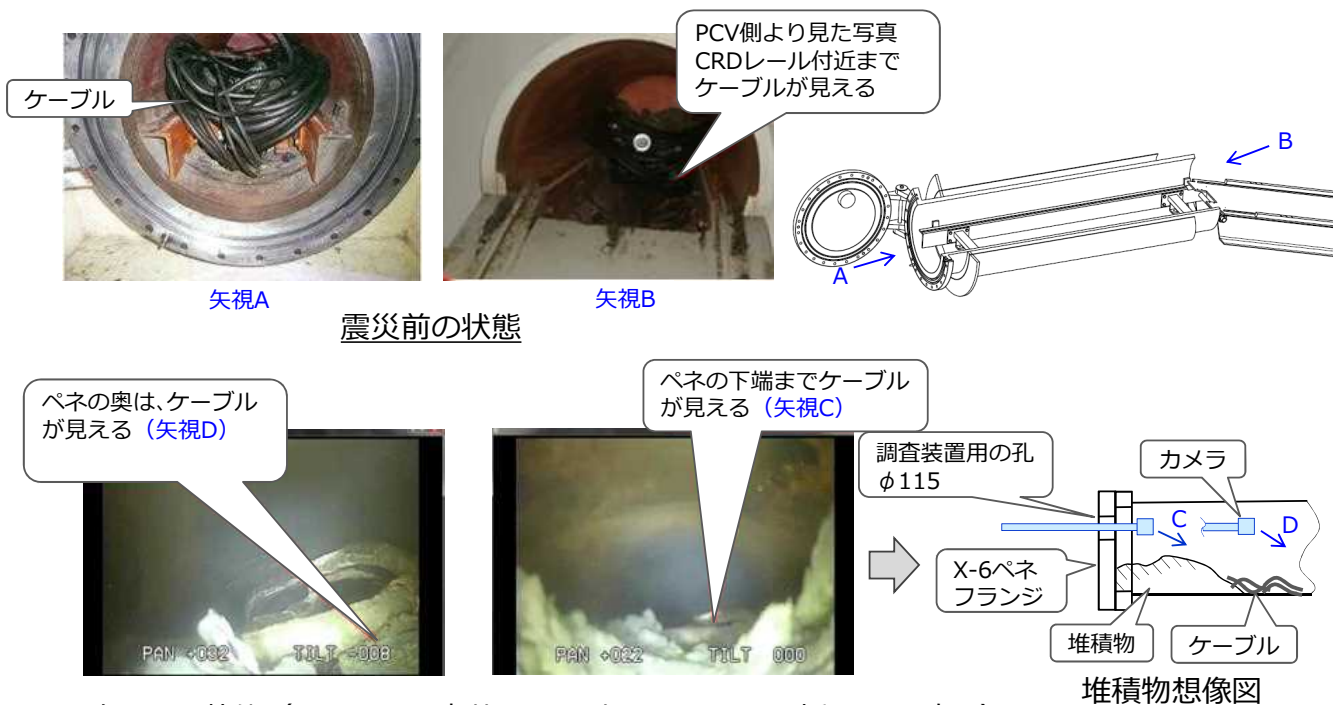 ケーブル
PCV側より見た写真
CRDレール付近まで
ケーブルが見える
B
A
矢視A
矢視B
震災前の状態
ペネの奥は、ケーブル
が見える（矢視D）
ペネの下端までケーブル
が見える（矢視C）
調査装置用の孔
φ115
カメラ
C
D
X-6ペネ
フランジ
堆積物
ケーブル
堆積物想像図
PAN +032 TILT -008
PAN +022 TILT 000